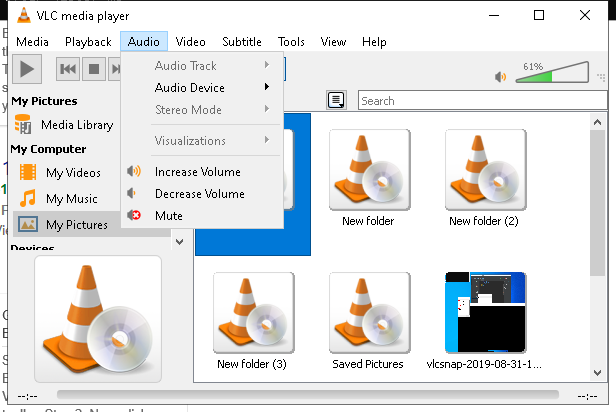 VLC media player
Media Playback Audio Video Subtitle Tools View Help
Audio Track
Audio Device
Stereo Mode
Visualizations
Increase Volume
Decrease Volume
Mute
61%
Search
My Pictures
Media Library
My Computer
My Videos
My Music
My Pictures
Devices
New folder
New folder (2)
New folder (3)
Saved Pictures
vlcsnap-2019-08-31-1...
--:--
--:--